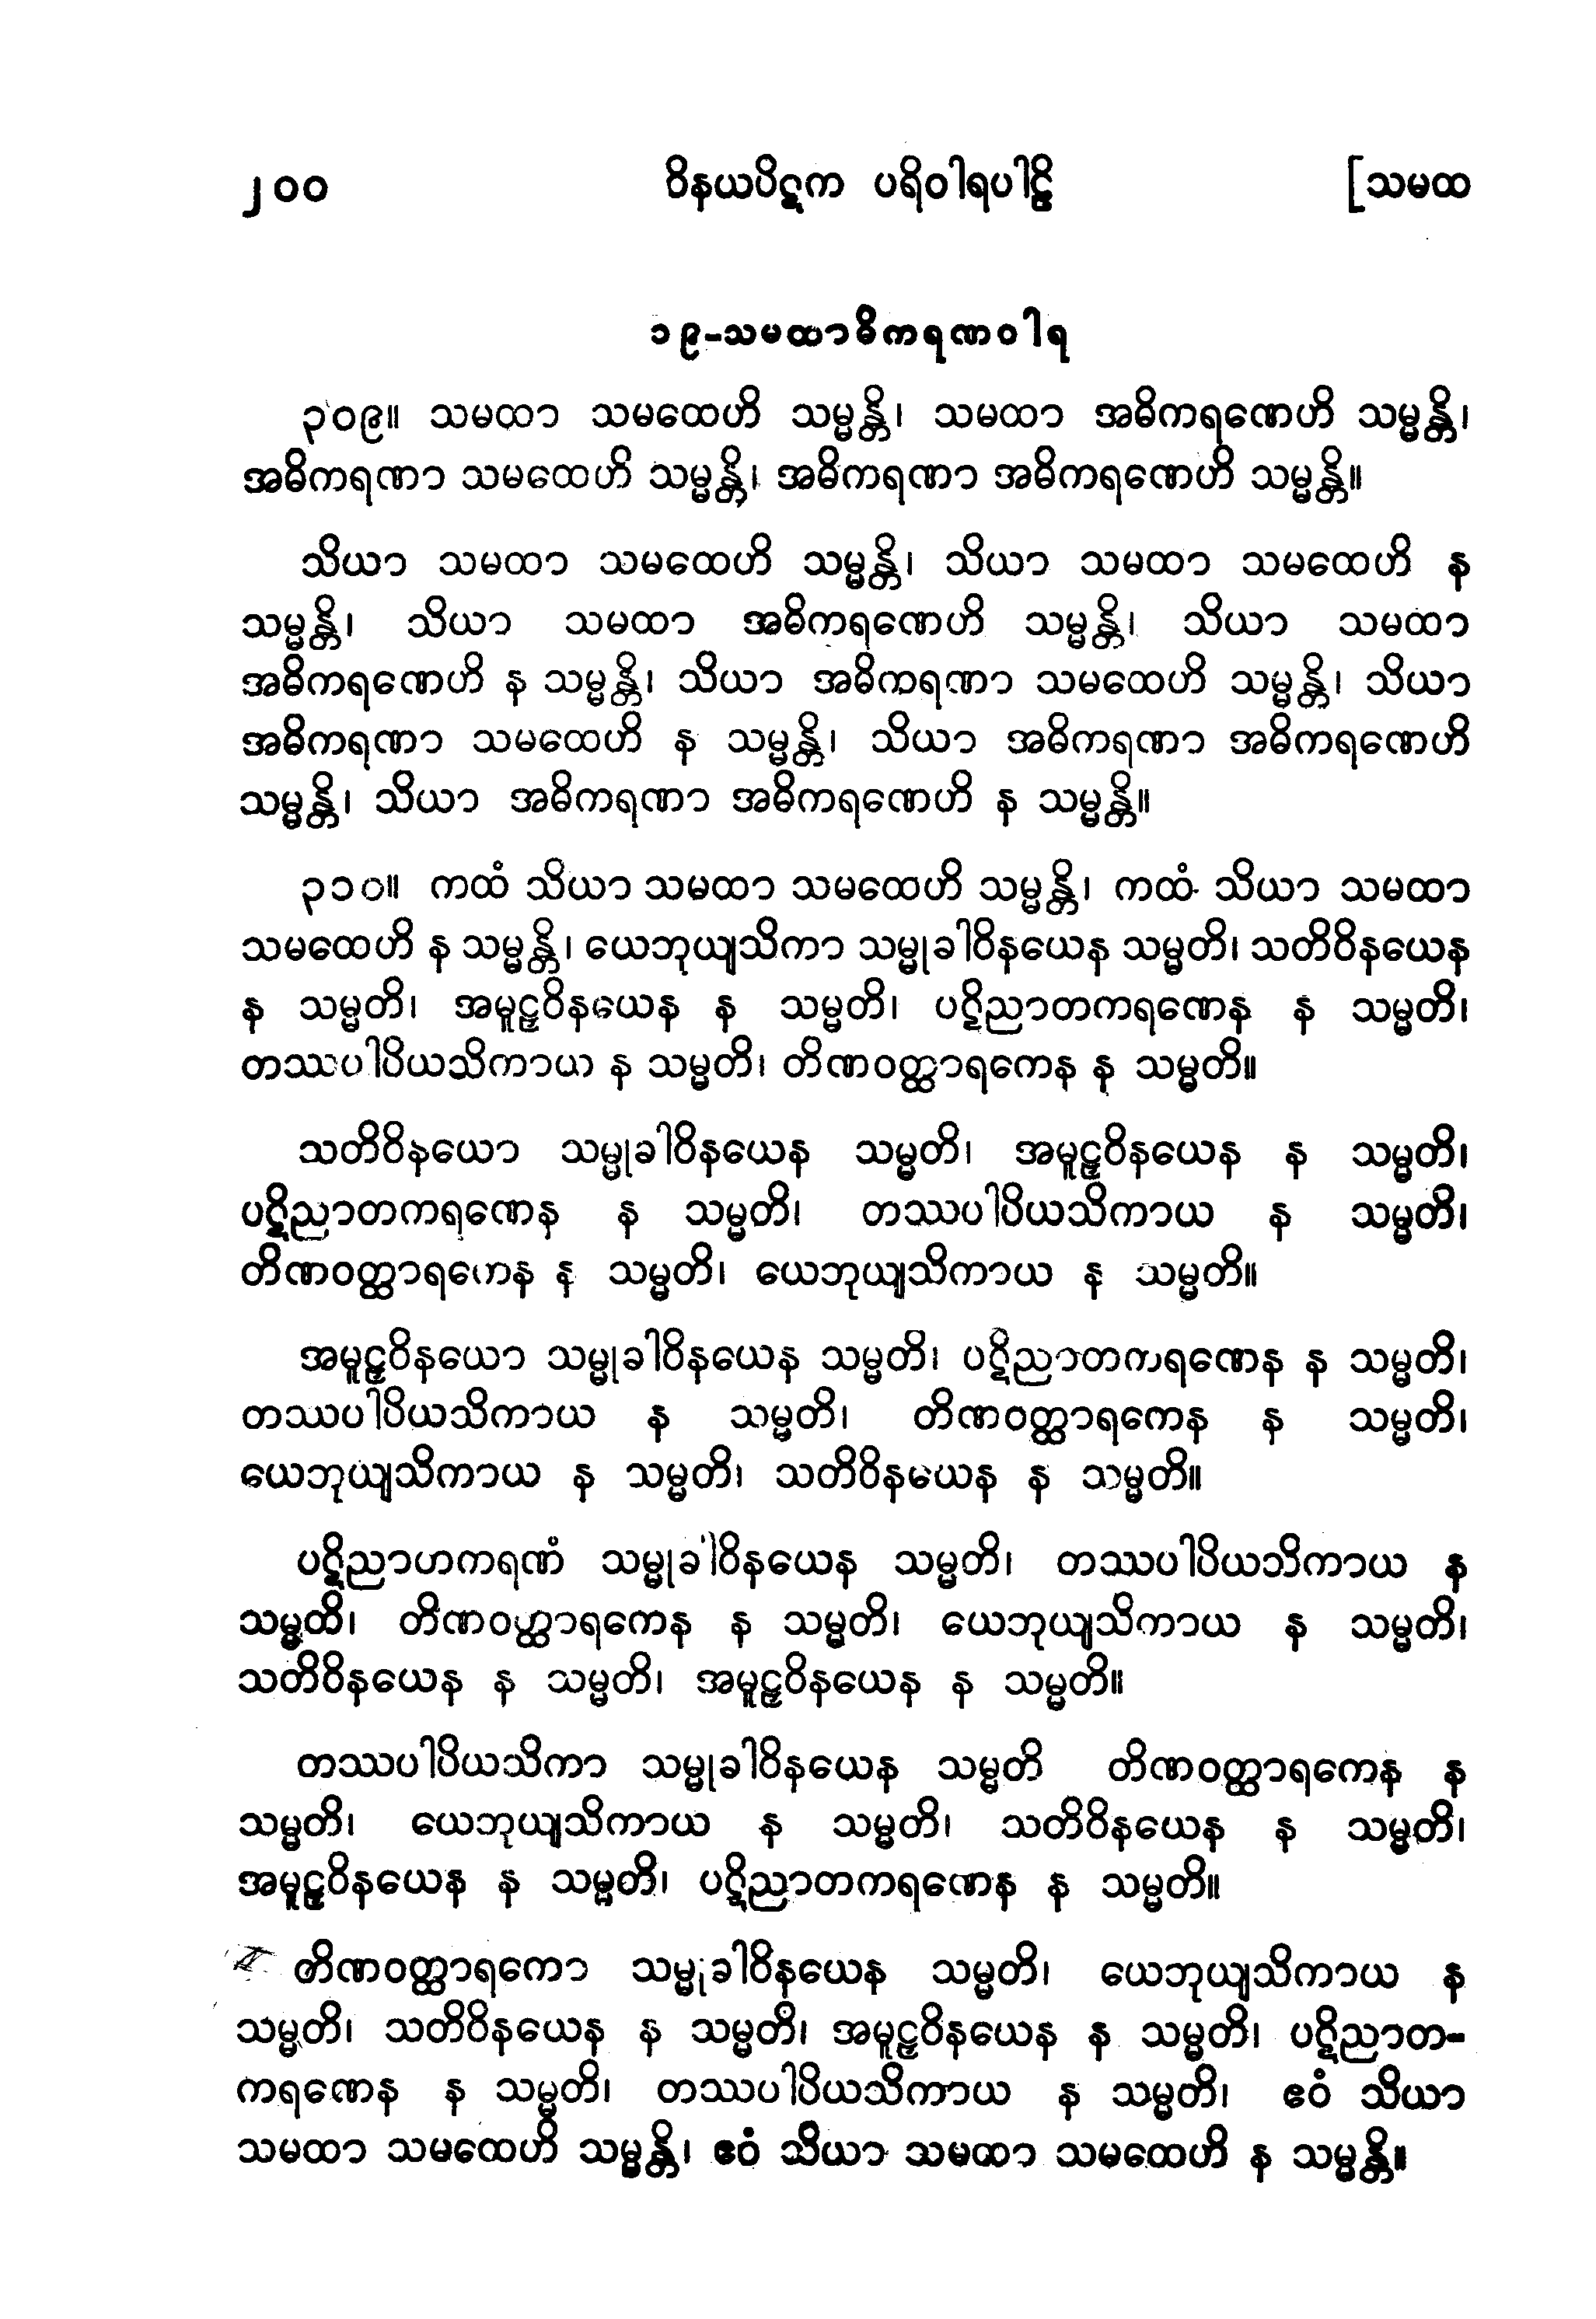 ၂၀၀ ဝိနယပိဋက ပရိဝါရပါဠိ [သမထ
၁၉-သမထာဓိကရဏဝါရ
၃၀၉။ သမထာ သမထေဟိ သမ္မန္တိ၊ သမထာ အဓိကရဏေဟိ သမ္မန္တိ၊
အဓိကရဏာ သမထေဟိ သမ္မန္တိ၊ အဓိကရဏာ အဓိကရဏေဟိ သမ္မန္တိ။
သိယာ သမထာ သမထေဟိ သမ္မန္တိ၊ သိယာ သမထာ သမထေဟိ န
သမ္မန္တိ၊ သိယာ သမထာ အဓိကရဏေဟိ သမ္မန္တိ၊ သိယာ သမထာ
အဓိကရဏေဟိ န သမ္မန္တိ၊ သိယာ အဓိကရဏာ သမထေဟိ သမ္မန္တိ၊ သိယာ
အဓိကရဏာ သမထေဟိ န သမ္မန္တိ၊ သိယာ အဓိကရဏာ အဓိကရဏေဟိ
သမ္မန္တိ၊ သိယာ အဓိကရဏာ အဓိကရဏေဟိ န သမ္မန္တိ။
၃၁၀။ ကထံ သိယာ သမထာ သမထေဟိ သမ္မန္တိ၊ ကထံ သိယာ သမထာ
သမထေဟိ န သမ္မန္တိ၊ ယေဘုယျသိကာ သမ္မုခါဝိနယေန သမ္မတိ၊ သတိဝိနယေန
န သမ္မတိ၊ အမူဠှဝိနယေန န သမ္မတိ၊ ပဋိညာတကရဏေန န သမ္မတိ၊
တဿပါပိယသိကာယ န သမ္မတိ၊ တိဏဝတ္ထာရကေန န သမ္မတိ။
သတိဝိနယော သမ္မုခါဝိနယေန သမ္မတိ၊ အမူဠှဝိနယေန န သမ္မတိ၊
ပဋိညာတကရဏေန န သမ္မတိ၊ တဿပါပိယသိကာယ န သမ္မတိ၊
တိဏဝတ္ထာရကေန န သမ္မတိ၊ ယေဘုယျသိကာယ န သမ္မတိ။
အမူဠှဝိနယော သမ္မုခါဝိနယေန သမ္မတိ၊ ပဋိညာတကရဏေန န သမ္မတိ၊
တဿပါပိယသိကာယ န သမ္မတိ၊ တိဏဝတ္ထာရကေန န သမ္မတိ၊
ယေဘုယျသိကာယ န သမ္မတိ၊ သတိဝိနယေန န သမ္မတိ။
ပဋိညာတကရဏံ သမ္မုခါဝိနယေန သမ္မတိ၊ တဿပါပိယသိကာယ န
သမ္မတိ၊ တိဏဝတ္ထာရကေန န သမ္မတိ၊ ယေဘုယျသိကာယ န သမ္မတိ၊
သတိဝိနယေန န သမ္မတိ၊ အမူဠှဝိနယေန န သမ္မတိ။
တဿပါပိယသိကာ သမ္မုခါဝိနယေန သမ္မတိ တိဏဝတ္ထာရကေန န
သမ္မတိ၊ ယေဘုယျသိကာယ န သမ္မတိ၊ သတိဝိနယေန န သမ္မတိ၊
အမူဠှဝိနယေန န သမ္မတိ၊ ပဋိညာတကရဏေန န သမ္မတိ။
တိဏဝတ္ထာရကော သမ္မုခါဝိနယေန သမ္မတိ၊ ယေဘုယျသိကာယ န
သမ္မတိ၊ သတိဝိနယေန န သမ္မတိ၊ အမူဠှဝိနယေန န သမ္မတိ၊ ပဋိညာတ-
ကရဏေန န သမ္မတိ၊ တဿပါပိယသိကာယ န သမ္မတိ၊ ဧဝံ သိယာ
သမထာ သမထေဟိ သမ္မန္တိ၊ ဧဝံ သိယာ သမထာ သမထေဟိ န သမ္မန္တိ။